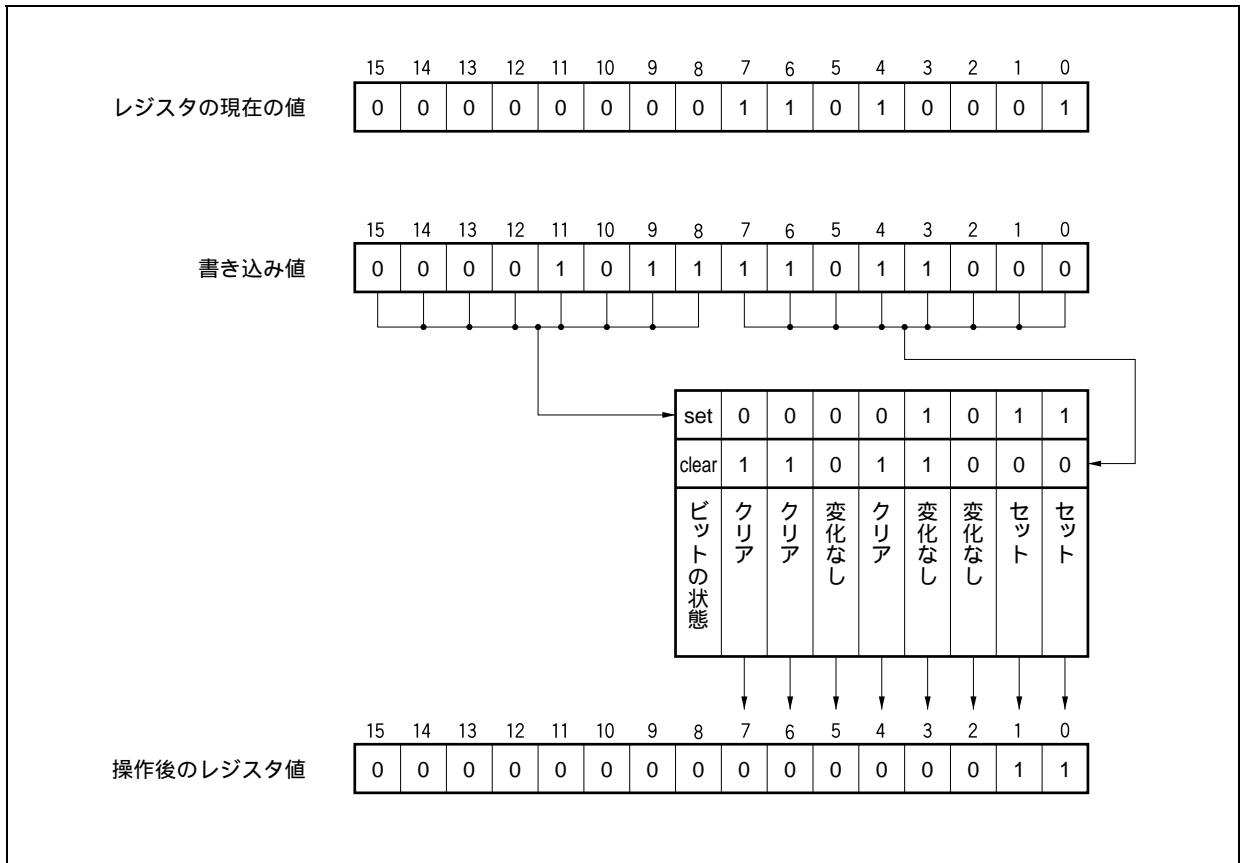 15 14 13 12 11 10 9 8 7 6 5 4 3 2 1 0
レジスタの現在の値 0 0 0 0 0 0 0 0 1 1 0 1 0 0 0 1
15 14 13 12 11 10 9 8 7 6 5 4 3 2 1 0
書き込み値 0 0 0 0 1 0 1 1 1 1 0 1 1 0 0 0
set 0 0 0 0 1 0 1 1
clear 1 1 0 1 1 0 0 0
ビットの状態 クリア クリア 変化なし クリア 変化なし 変化なし セット セット
15 14 13 12 11 10 9 8 7 6 5 4 3 2 1 0
操作後のレジスタ値 0 0 0 0 0 0 0 0 0 0 0 0 0 0 1 1